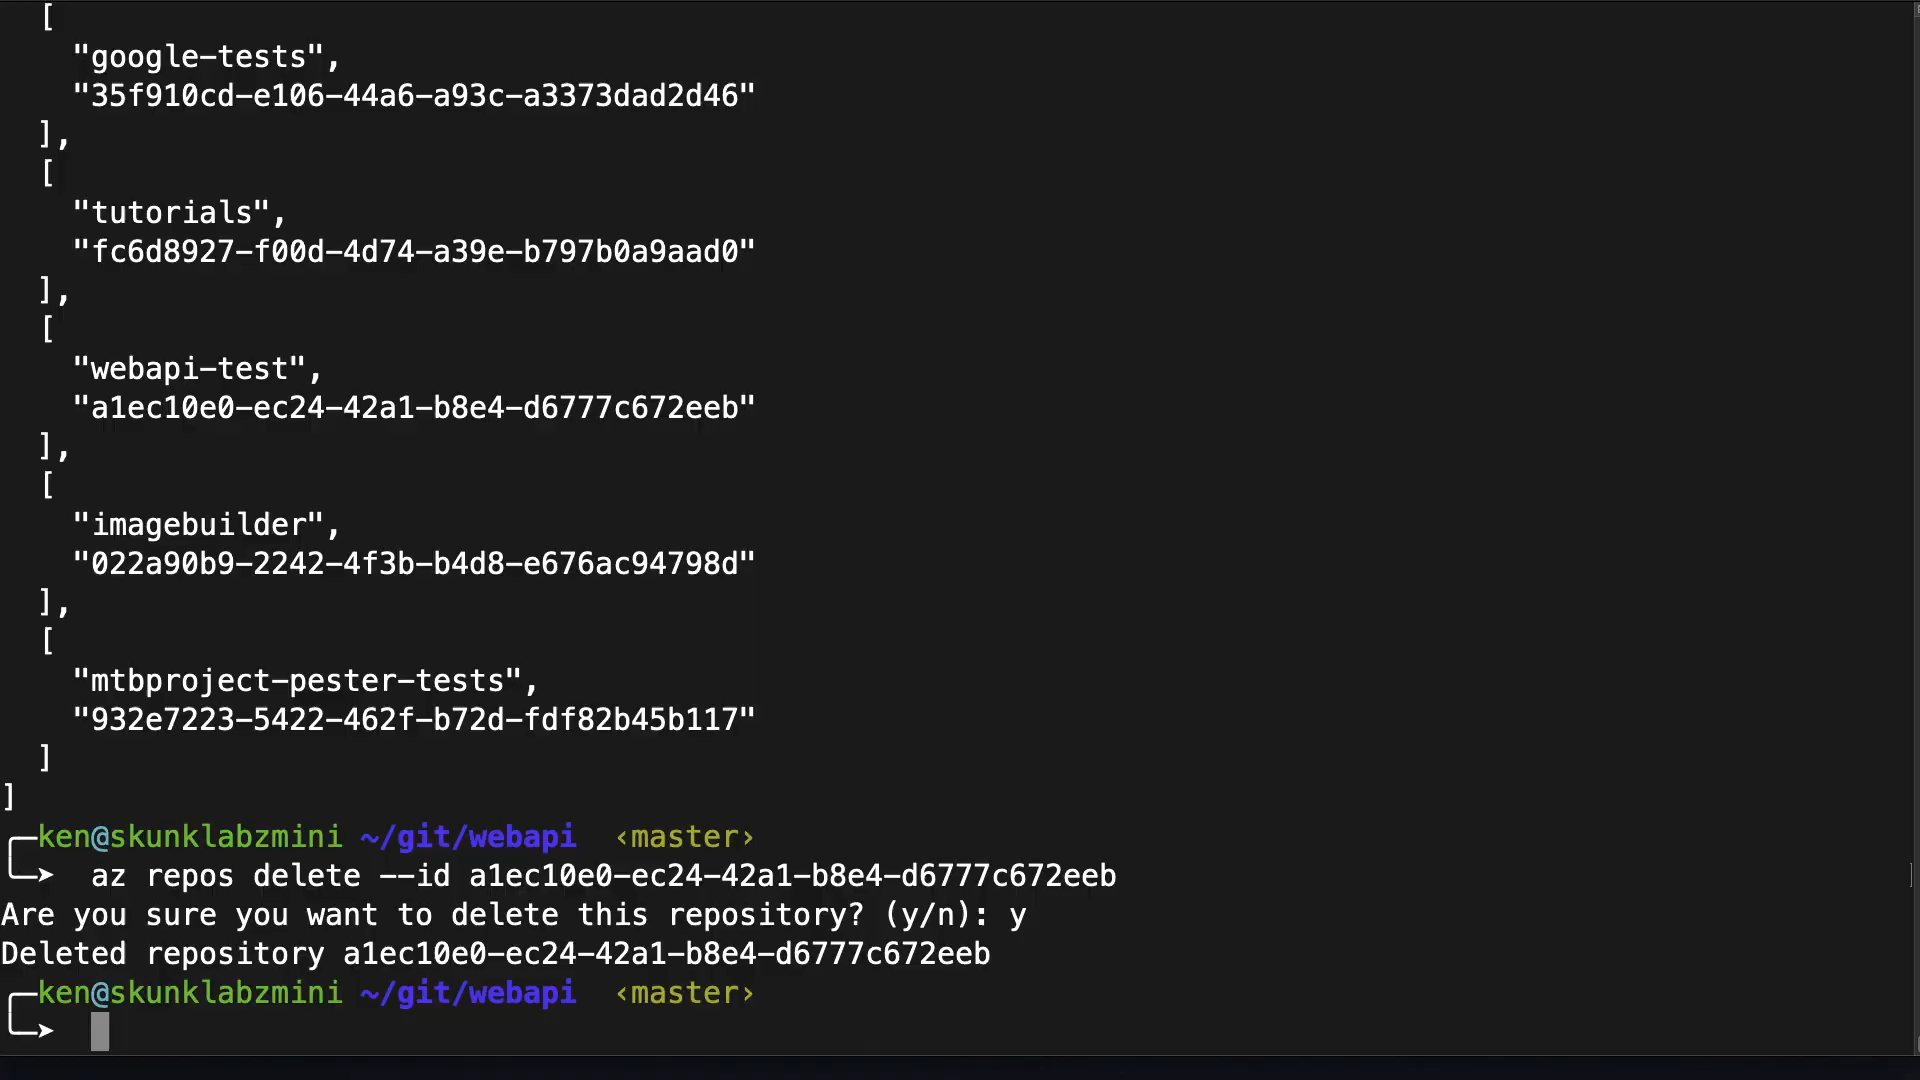 [
"google-tests",
"35f910cd-e106-44a6-a93c-a3373dad2d46"
],
[
"tutorials",
"fc6d8927-f00d-4d74-a39e-b797b0a9aad0"
],
[
"webapi-test",
"a1ec10e0-ec24-42a1-b8e4-d6777c672eeb"
],
[
"imagebuilder",
"022a90b9-2242-4f3b-b4d8-e676ac94798d"
],
[
"mtbproject-pester-tests",
"932e7223-5422-462f-b72d-fdf82b45b117"
]
]
╭─ken@skunklabzmini ~/git/webapi ‹master›
╰─➤ az repos delete --id a1ec10e0-ec24-42a1-b8e4-d6777c672eeb
Are you sure you want to delete this repository? (y/n): y
Deleted repository a1ec10e0-ec24-42a1-b8e4-d6777c672eeb
╭─ken@skunklabzmini ~/git/webapi ‹master›
╰─➤